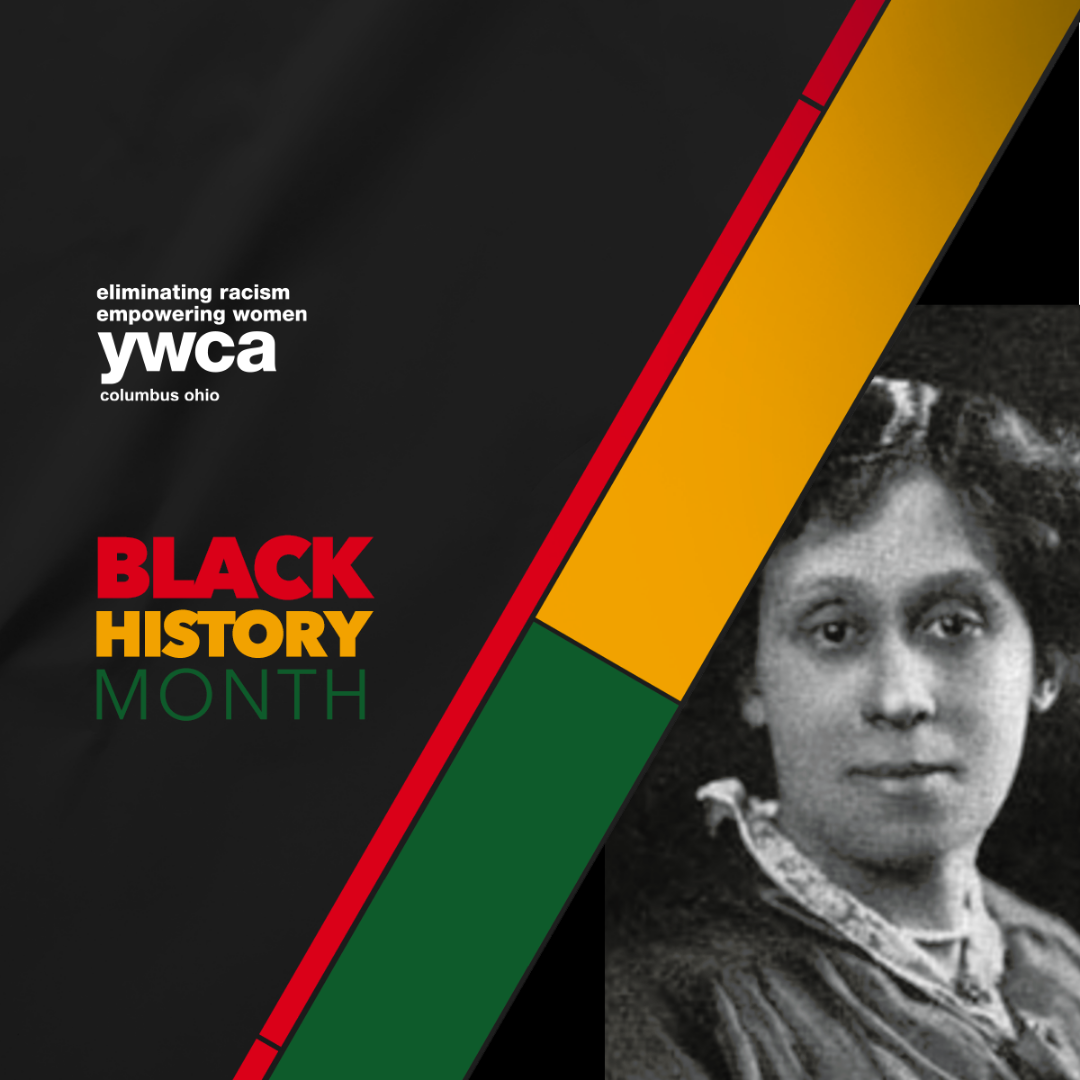 eliminating racism
empowering women
ywca
columbus ohio
BLACK
HISTORY
MONTH